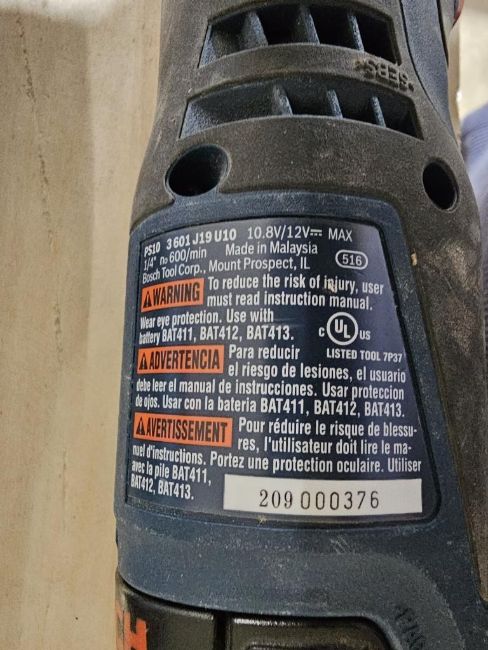 PS10 3 601 J19 U10 10.8V/12V⎓ MAX
1/4" n₀ 600/min Made in Malaysia
Bosch Tool Corp., Mount Prospect, IL 516
WARNING To reduce the risk of injury, user
must read instruction manual.
Wear eye protection. Use with
battery BAT411, BAT412, BAT413.
C UL US
LISTED TOOL 7P37
ADVERTENCIA Para reducir
el riesgo de lesiones, el usuario
debe leer el manual de instrucciones. Usar proteccion
de ojos. Usar con la bateria BAT411, BAT412, BAT413.
AVERTISSEMENT Pour réduire le risque de blessu-
res, l'utilisateur doit lire le ma-
nuel d'instructions. Portez une protection oculaire. Utiliser
avec la pile BAT411,
BAT412, BAT413.
209 000376